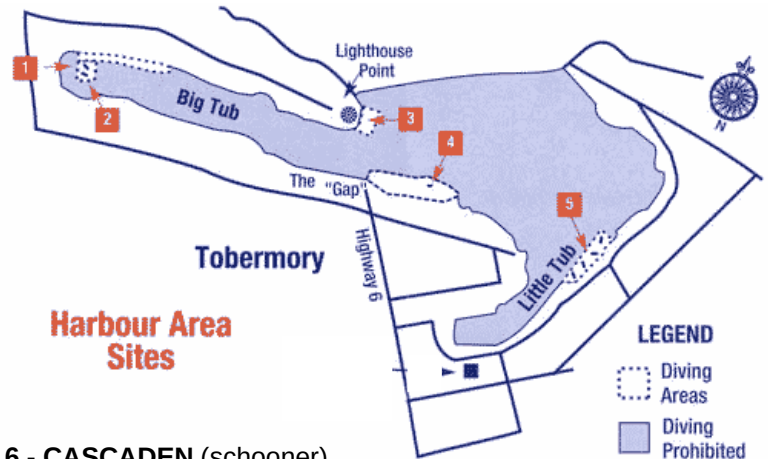 Lighthouse
Point
1
Big Tub
2
3
4
N
The "Gap"
5
Tobermory
Highway 6
Little Tub
Harbour Area
Sites
LEGEND
Diving
Areas
Diving
Prohibited
6 - CASCADEN (schooner)